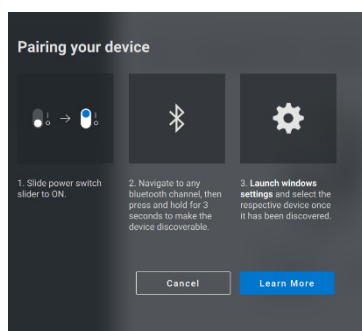 Pairing your device
1. Slide power switch
slider to ON.
2. Navigate to any
bluetooth channel, then
press and hold for 3
seconds to make the
device discoverable.
3. Launch windows
settings and select the
respective device once
it has been discovered.
Cancel
Learn More